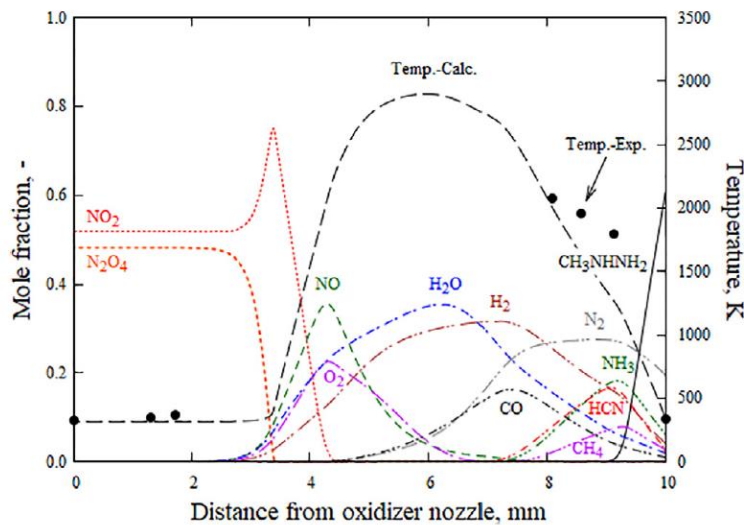 1.0
0.8
0.6
0.4
0.2
0.0
Mole fraction, -
3500
3000
2500
2000
1500
1000
500
0
Temperature, K
0
2
4
6
8
10
Distance from oxidizer nozzle, mm
Temp.-Calc.
Temp.-Exp.
NO₂
N₂O₄
CH3NHNH₂
NO
H₂O
H₂
N₂
O₂
NH₃
CO
HCN
CH₄